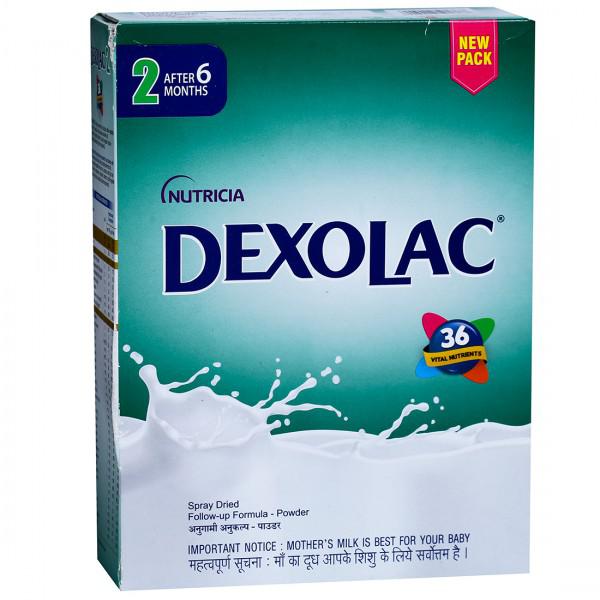 2 AFTER 6
MONTHS
NEW
PACK
NUTRICIA
DEXOLAC®
36
VITAL NUTRIENTS
Spray Dried
Follow-up Formula - Powder
अनुगामी अनुकल्प - पाउडर
IMPORTANT NOTICE : MOTHER'S MILK IS BEST FOR YOUR BABY
महत्वपूर्ण सूचना : माँ का दूध आपके शिशु के लिये सर्वोत्तम है ।